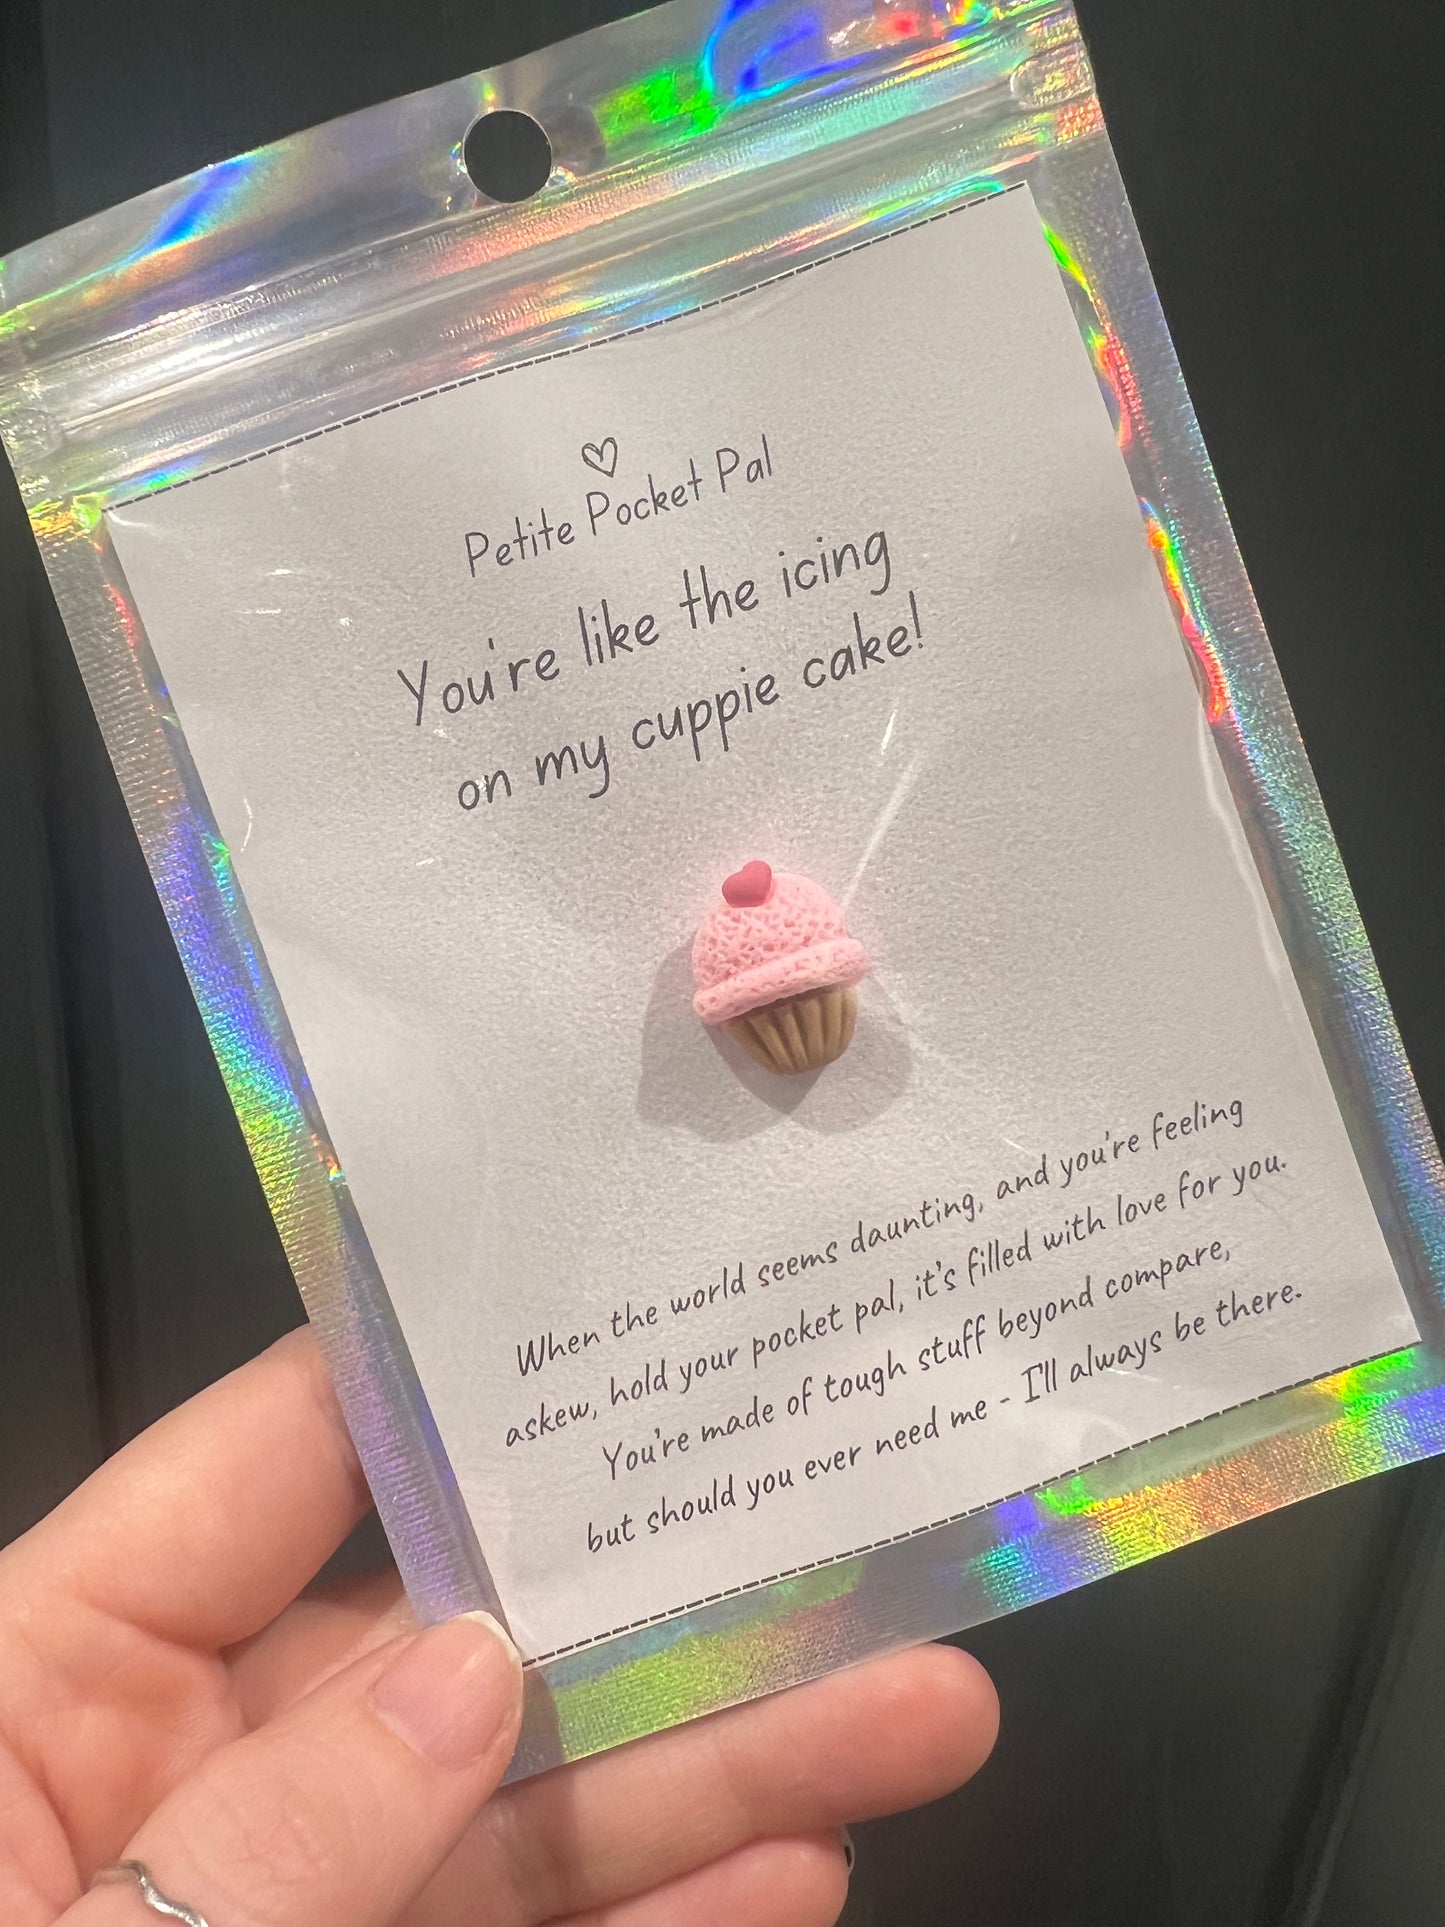 Petite Pocket Pal
You're like the icing
on my cuppie cake!
When the world seems daunting, and you're feeling
askew, hold your pocket pal, it's filled with love for you.
You're made of tough stuff beyond compare,
but should you ever need me - I'll always be there.